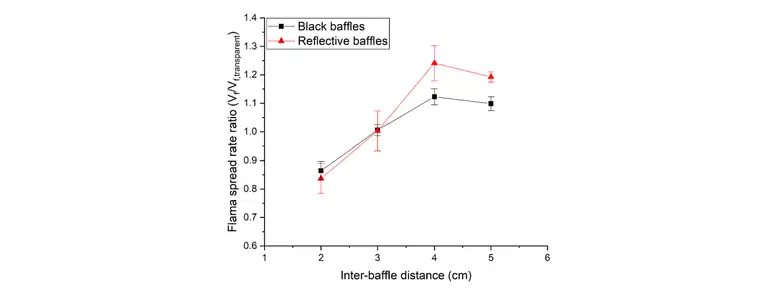 Black baffles
Reflective baffles
Flama spread rate ratio (Vf/Vf,transparent)
1.4
1.3
1.2
1.1
1.0
0.9
0.8
0.7
0.6
1 2 3 4 5 6
Inter-baffle distance (cm)